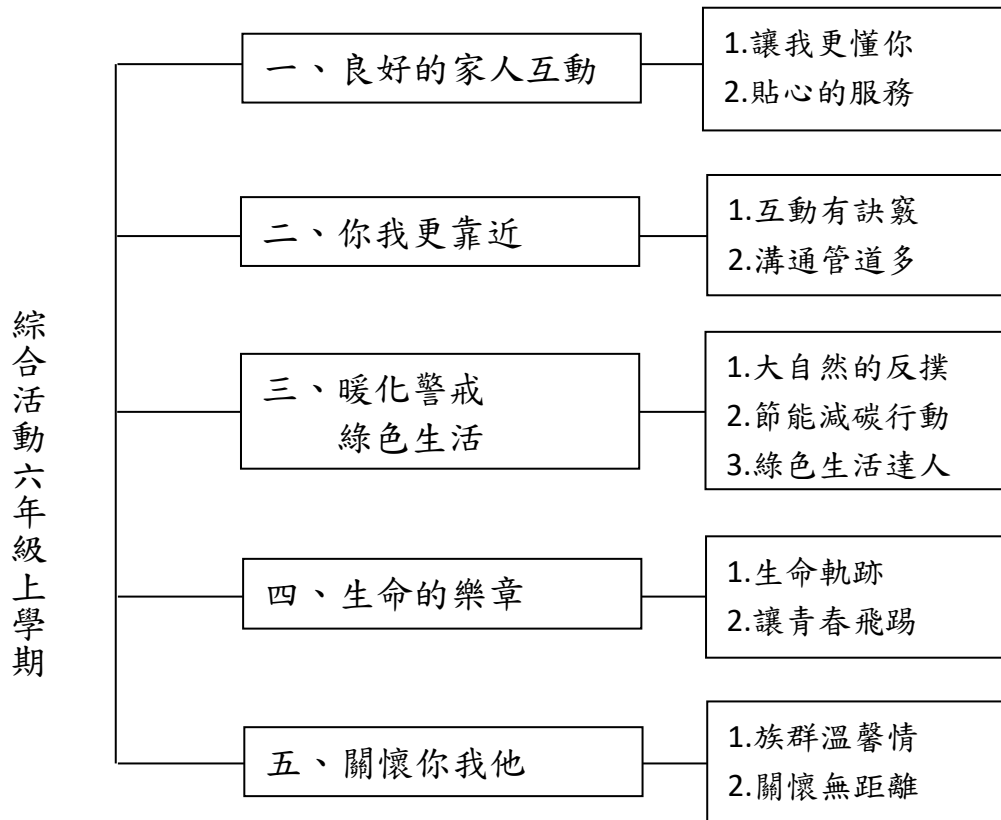 綜合活動六年級上學期
一、良好的家人互動
1.讓我更懂你
2.貼心的服務
二、你我更靠近
1.互動有訣竅
2.溝通管道多
三、暖化警戒
綠色生活
1.大自然的反撲
2.節能減碳行動
3.綠色生活達人
四、生命的樂章
1.生命軌跡
2.讓青春飛踢
五、關懷你我他
1.族群溫馨情
2.關懷無距離